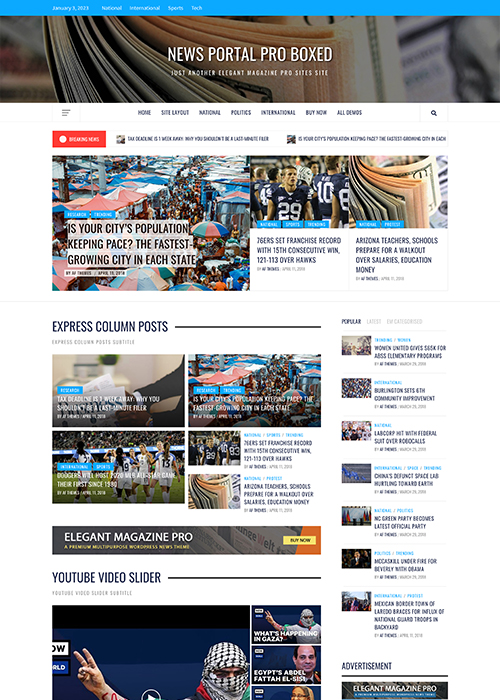 January 3, 2023 National International Sports Tech
NEWS PORTAL PRO BOXED
JUST ANOTHER ELEGANT MAGAZINE PRO SITES SITE
HOME SITE LAYOUT NATIONAL POLITICS INTERNATIONAL BUY NOW ALL DEMOS
BREAKING NEWS TAX DEADLINE IS 1 WEEK AWAY: WHY YOU SHOULDN'T BE A LAST-MINUTE FILER IS YOUR CITY'S POPULATION KEEPING PACE? THE FASTEST-GROWING CITY IN EACH
RESEARCH TRENDING
IS YOUR CITY'S POPULATION
KEEPING PACE? THE FASTEST-
GROWING CITY IN EACH STATE
BY AF THEMES / APRIL 11, 2018
NATIONAL SPORTS TRENDING
76ERS SET FRANCHISE RECORD
WITH 15TH CONSECUTIVE WIN,
121-113 OVER HAWKS
BY AF THEMES / APRIL 11, 2018
NATIONAL PROTEST
ARIZONA TEACHERS, SCHOOLS
PREPARE FOR A WALKOUT
OVER SALARIES, EDUCATION
MONEY
BY AF THEMES / APRIL 11, 2018
EXPRESS COLUMN POSTS
EXPRESS COLUMN POSTS SUBTITLE
RESEARCH
TAX DEADLINE IS 1 WEEK AWAY: WHY YOU
SHOULDN'T BE A LAST-MINUTE FILER
BY AF THEMES / APRIL 11, 2018
RESEARCH TRENDING
IS YOUR CITY'S POPULATION KEEPING PACE? THE
FASTEST-GROWING CITY IN EACH STATE
BY AF THEMES / APRIL 11, 2018
INTERNATIONAL SPORTS
DODGERS WILL HOST 2020 MLB ALL-STAR GAME,
THEIR FIRST SINCE 1980
BY AF THEMES / APRIL 11, 2018
NATIONAL / SPORTS / TRENDING
76ERS SET FRANCHISE RECORD
WITH 15TH CONSECUTIVE WIN,
121-113 OVER HAWKS
BY AF THEMES / APRIL 11, 2018
NATIONAL / PROTEST
ARIZONA TEACHERS, SCHOOLS
PREPARE FOR A WALKOUT OVER
SALARIES, EDUCATION MONEY
BY AF THEMES / APRIL 11, 2018
ELEGANT MAGAZINE PRO
A PREMIUM MULTIPURPOSE WORDPRESS NEWS THEME.
BUY NOW
YOUTUBE VIDEO SLIDER
YOUTUBE VIDEO SLIDER SUBTITLE
NOW
WORLD
WHAT'S HAPPENING
IN GAZA?
EGYPT'S ABDEL
FATTAH EL-SISI
POPULAR LATEST UNCATEGORISED
TRENDING / WOMEN
WOMEN UNITED GIVES $65K FOR
ABSS ELEMENTARY PROGRAMS
BY AF THEMES / MARCH 29, 2018
INTERNATIONAL
BURLINGTON SETS 6TH
COMMUNITY IMPROVEMENT
BY AF THEMES / MARCH 29, 2018
NATIONAL
LABCORP HIT WITH FEDERAL
SUIT OVER ROBOCALLS
BY AF THEMES / MARCH 29, 2018
INTERNATIONAL / SPACE / TRENDING
CHINA'S DEFUNCT SPACE LAB
HURTLING TOWARD EARTH
BY AF THEMES / MARCH 29, 2018
NATIONAL / POLITICS
NC GREEN PARTY BECOMES
LATEST OFFICIAL PARTY
BY AF THEMES / MARCH 29, 2018
POLITICS / TRENDING
MCCASKILL UNDER FIRE FOR
BEVERLY WITH OBAMA
BY AF THEMES / MARCH 29, 2018
INTERNATIONAL / PROTEST
MEXICAN BORDER TOWN OF
LAREDO BRACES FOR INFLUX OF
NATIONAL GUARD TROOPS IN
BACKYARD
BY AF THEMES / MARCH 29, 2018
ADVERTISEMENT
ELEGANT MAGAZINE PRO